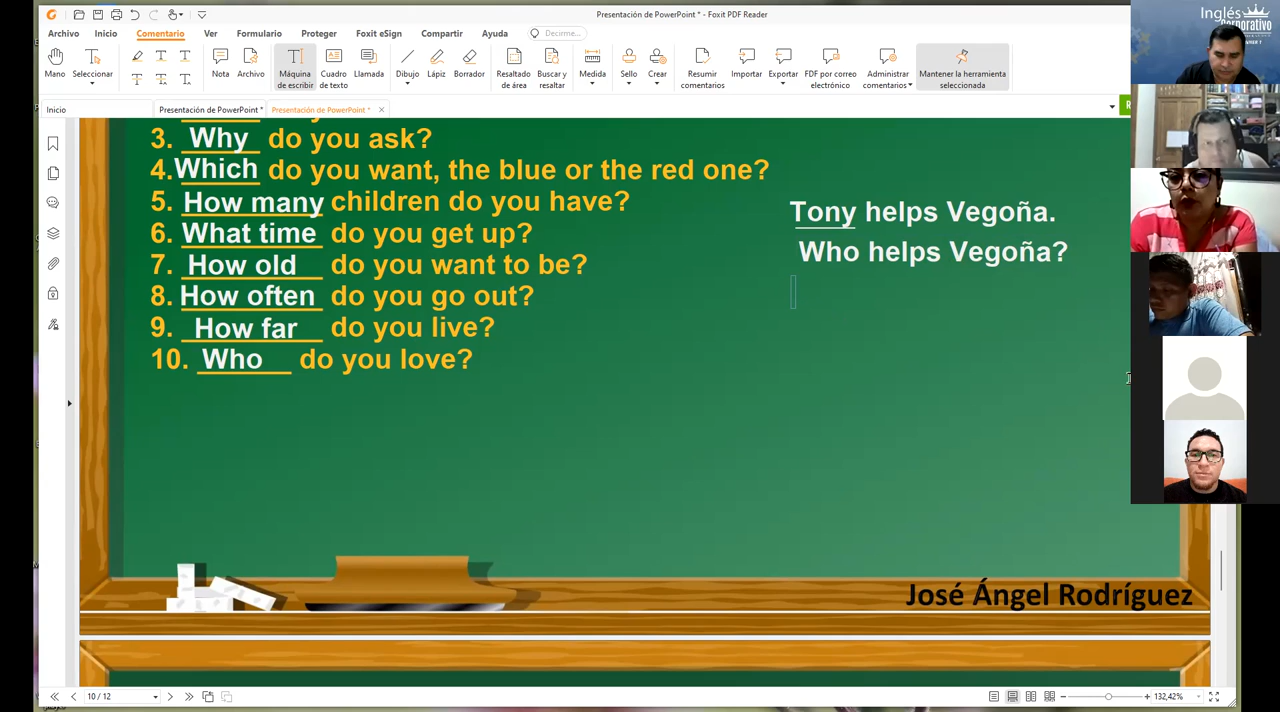 Presentación de PowerPoint * - Foxit PDF Reader
Archivo Inicio Comentario Ver Formulario Proteger Foxit eSign Compartir Ayuda Decirme...
Mano Seleccionar T T T T T T Nota Archivo Máquina de escribir Cuadro de texto Llamada Dibujo Lápiz Borrador Resaltado de área Buscar y resaltar Medida Sello Crear Resumir comentarios Importar Exportar FDF por correo electrónico Administrar comentarios Mantener la herramienta seleccionada
Inicio Presentación de PowerPoint * Presentación de PowerPoint *
3. Why do you ask?
4. Which do you want, the blue or the red one?
5. How many children do you have?
6. What time do you get up?
7. How old do you want to be?
8. How often do you go out?
9. How far do you live?
10. Who do you love?
Tony helps Vegoña.
Who helps Vegoña?
José Ángel Rodríguez
10 / 12
132,42%
Inglés
Corporativo